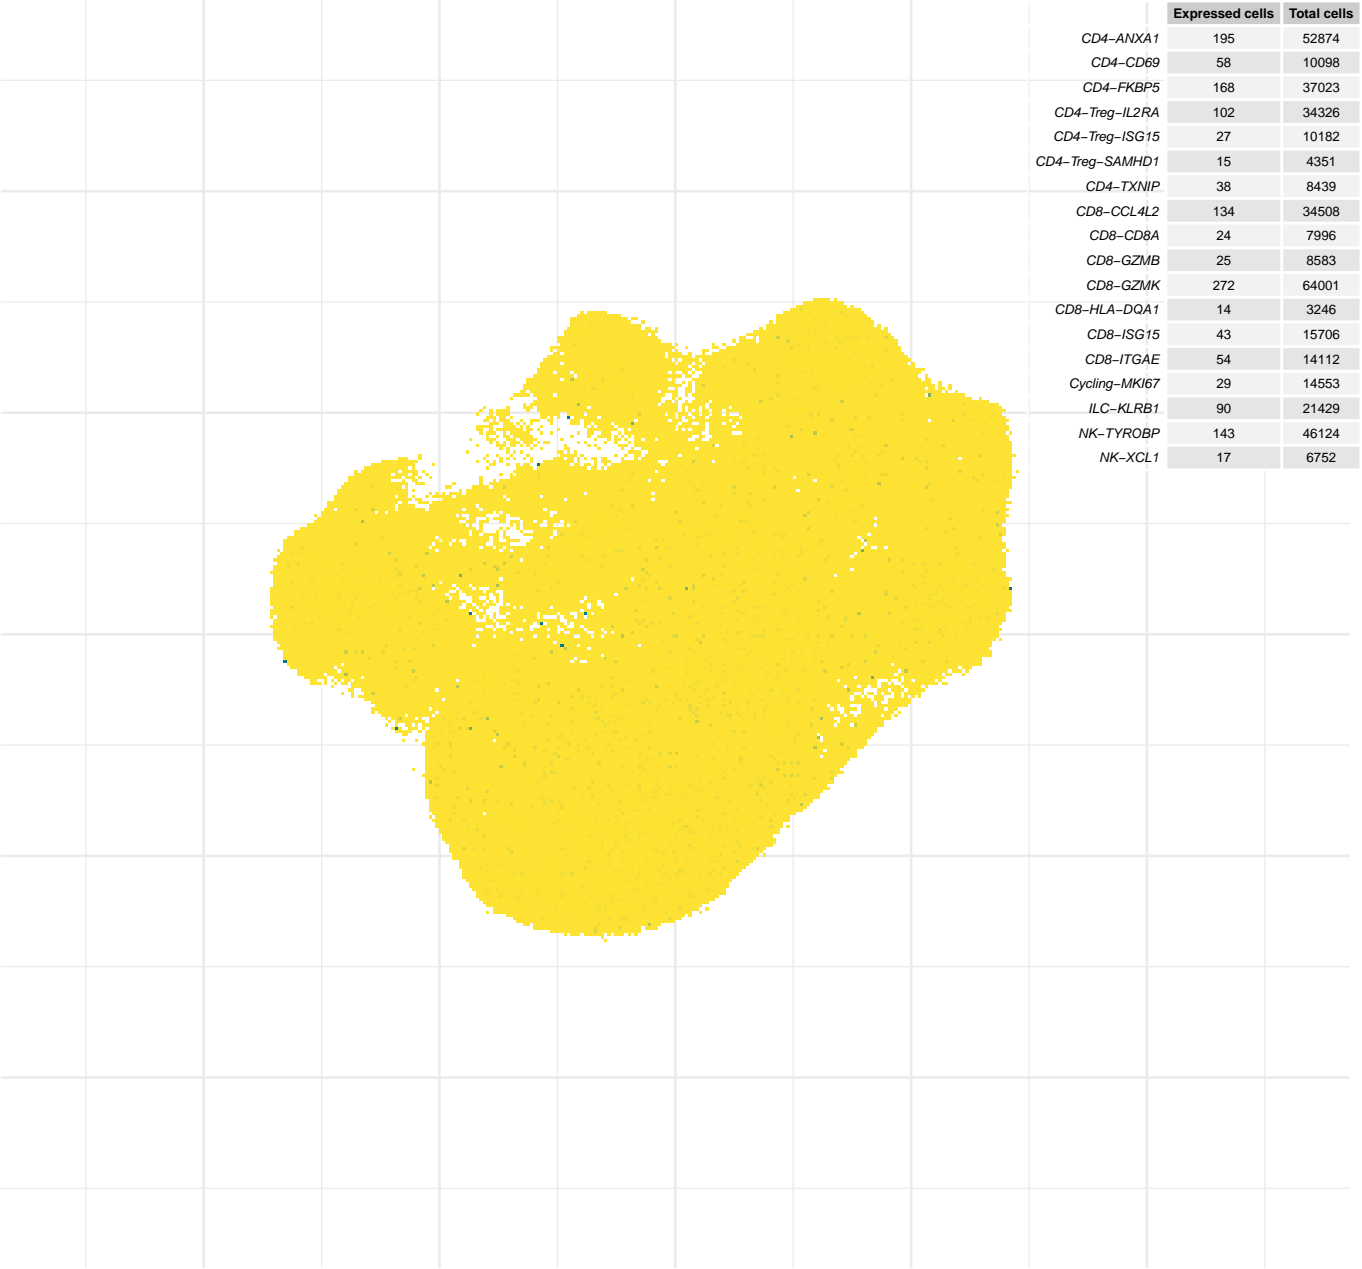 Expressed cells Total cells
CD4−ANXA1 195 52874
CD4−CD69 58 10098
CD4−FKBP5 168 37023
CD4−Treg−IL2RA 102 34326
CD4−Treg−ISG15 27 10182
CD4−Treg−SAMHD1 15 4351
CD4−TXNIP 38 8439
CD8−CCL4L2 134 34508
CD8−CD8A 24 7996
CD8−GZMB 25 8583
CD8−GZMK 272 64001
CD8−HLA−DQA1 14 3246
CD8−ISG15 43 15706
CD8−ITGAE 54 14112
Cycling−MKI67 29 14553
ILC−KLRB1 90 21429
NK−TYROBP 143 46124
NK−XCL1 17 6752